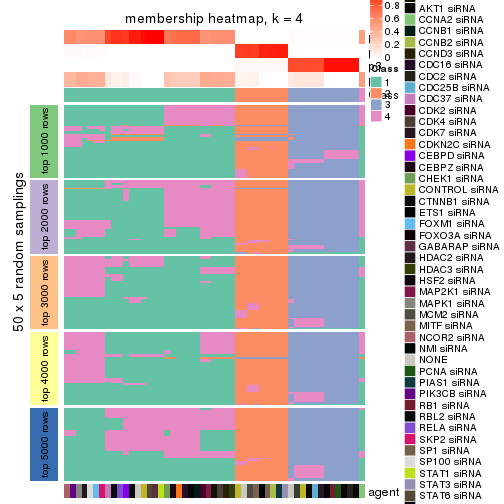 membership heatmap, k = 4
50 x 5 random samplings
top 1000 rows
top 2000 rows
top 3000 rows
top 4000 rows
top 5000 rows
0.8
0.6
0.4
0.2
0
Class
1
2
3
4
agent
AKT1 siRNA
CCNA2 siRNA
CCNB1 siRNA
CCNB2 siRNA
CCND3 siRNA
CDC16 siRNA
CDC2 siRNA
CDC25B siRNA
CDC37 siRNA
CDK2 siRNA
CDK4 siRNA
CDK7 siRNA
CDKN2C siRNA
CEBPD siRNA
CEBPZ siRNA
CHEK1 siRNA
CONTROL siRNA
CTNNB1 siRNA
ETS1 siRNA
FOXM1 siRNA
FOXO3A siRNA
GABARAP siRNA
HDAC2 siRNA
HDAC3 siRNA
HSF2 siRNA
MAP2K1 siRNA
MAPK1 siRNA
MCM2 siRNA
MITF siRNA
NCOR2 siRNA
NMI siRNA
NONE
PCNA siRNA
PIAS1 siRNA
PIK3CB siRNA
RB1 siRNA
RBL2 siRNA
RELA siRNA
SKP2 siRNA
SP1 siRNA
SP100 siRNA
STAT1 siRNA
STAT3 siRNA
STAT6 siRNA